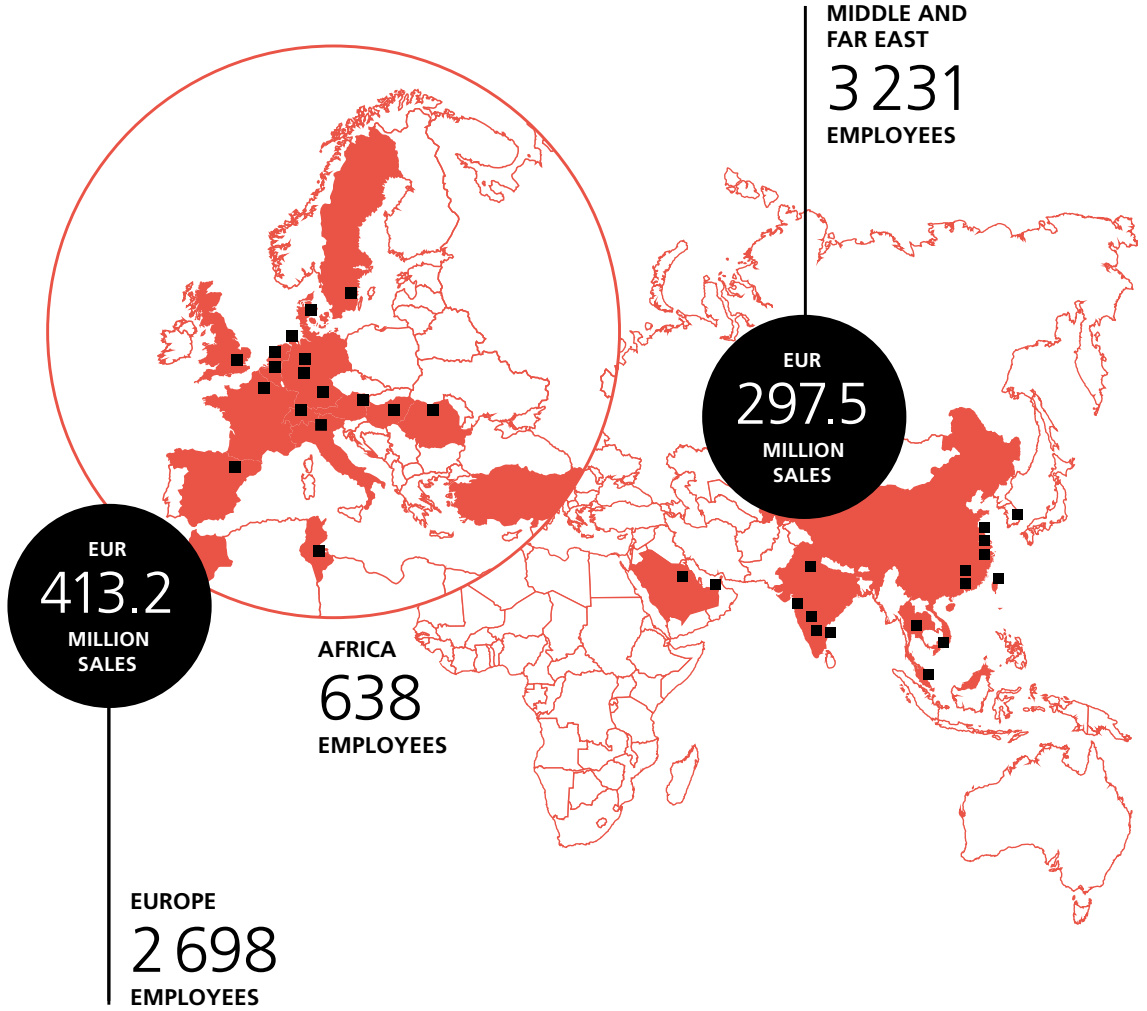 MIDDLE AND
FAR EAST
3 231
EMPLOYEES
EUR
297.5
MILLION
SALES
EUR
413.2
MILLION
SALES
AFRICA
638
EMPLOYEES
EUROPE
2 698
EMPLOYEES